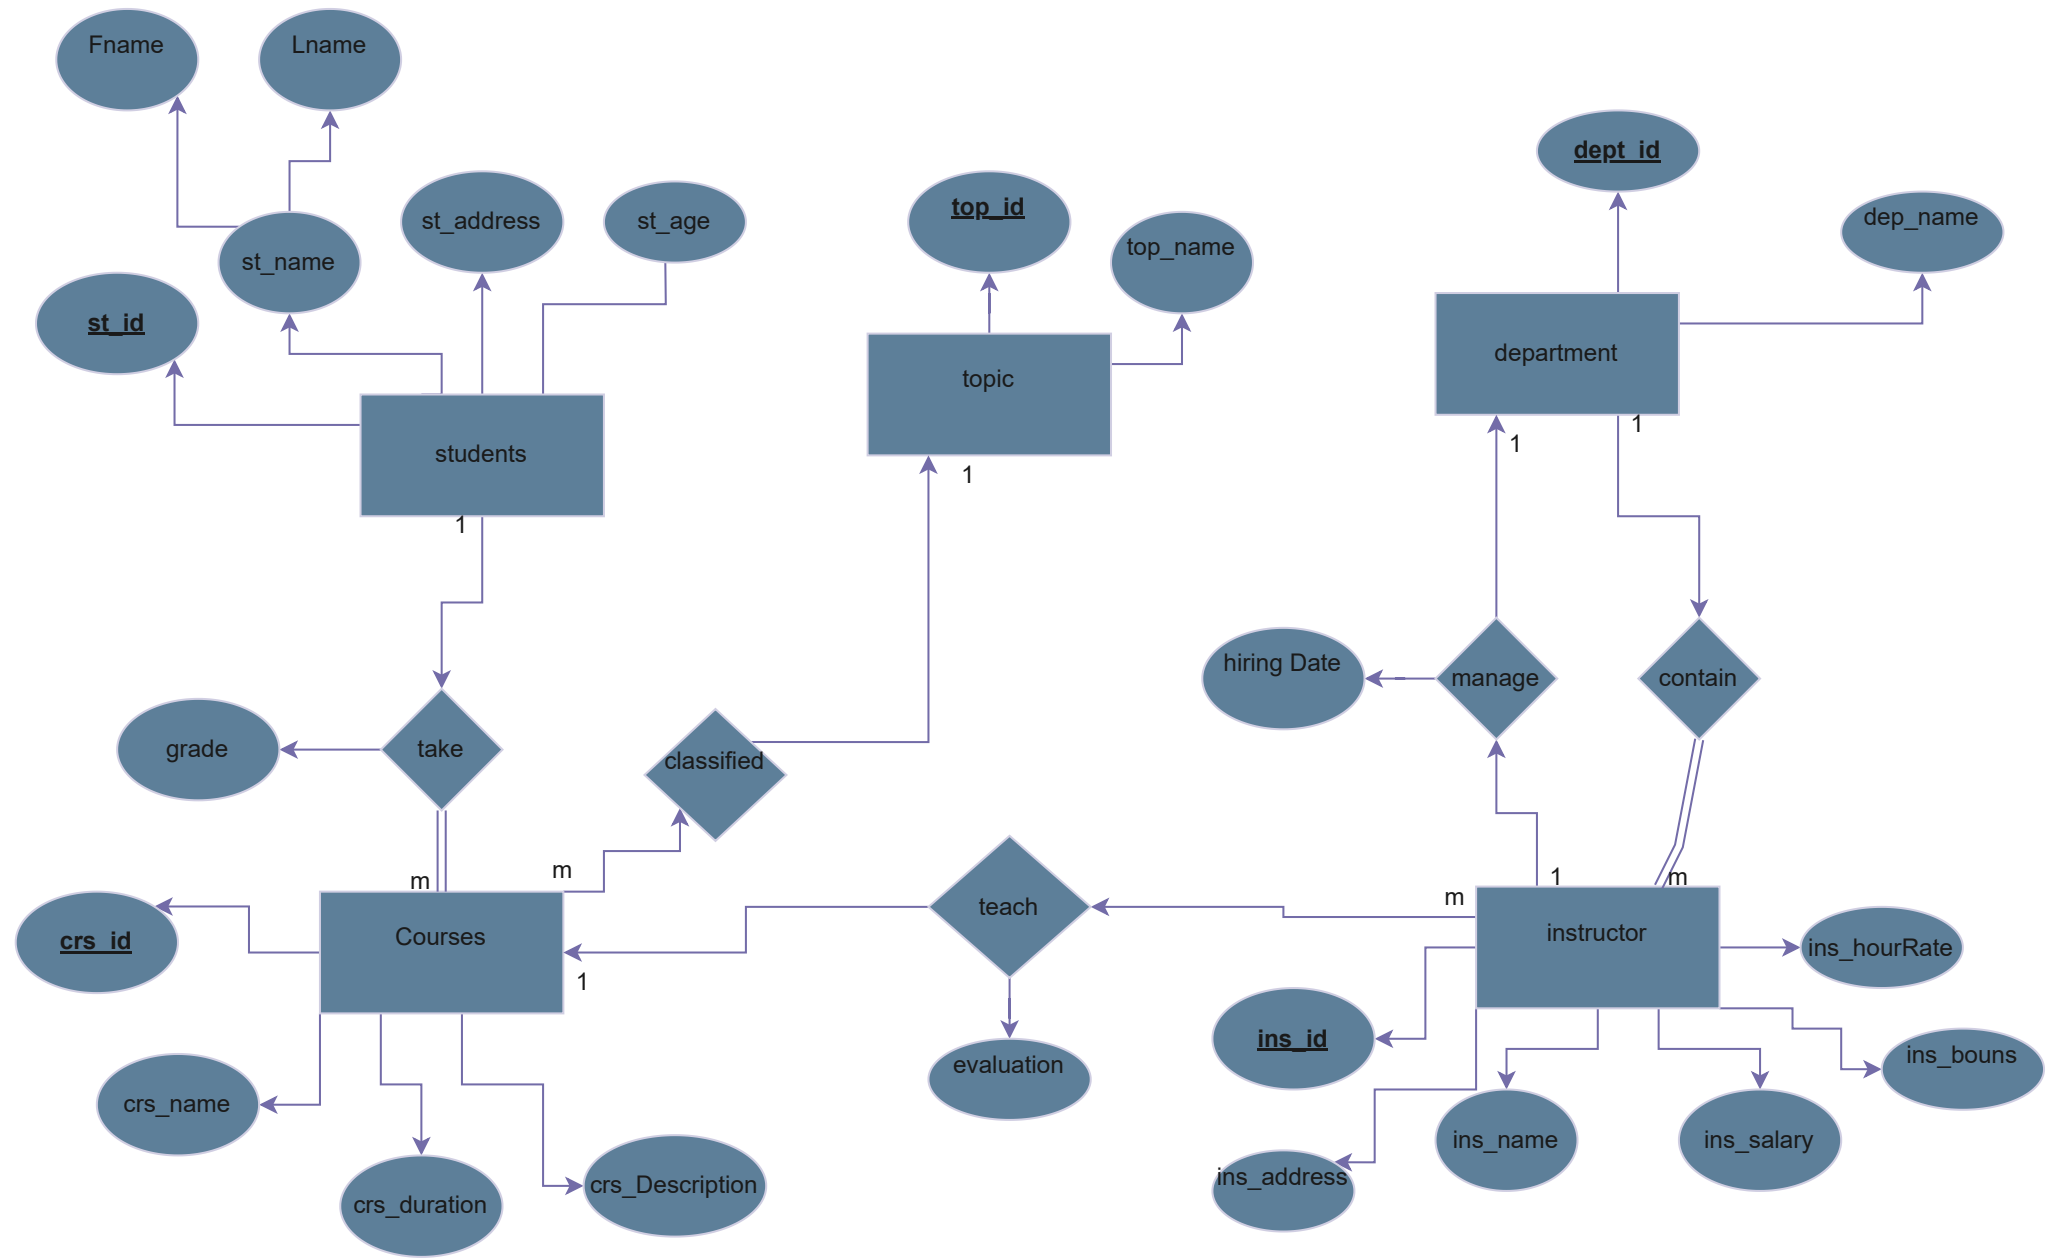 Fname
Lname
dept_id
top_id
dep_name
st_address
st_age
top_name
st_name
st_id
department
topic
1
1
students
1
1
hiring Date
manage
contain
grade
take
classified
m
m
1
m
m
teach
instructor
Courses
crs_id
ins_hourRate
1
ins_id
ins_bouns
evaluation
crs_name
ins_name
ins_salary
ins_address
crs_Description
crs_duration